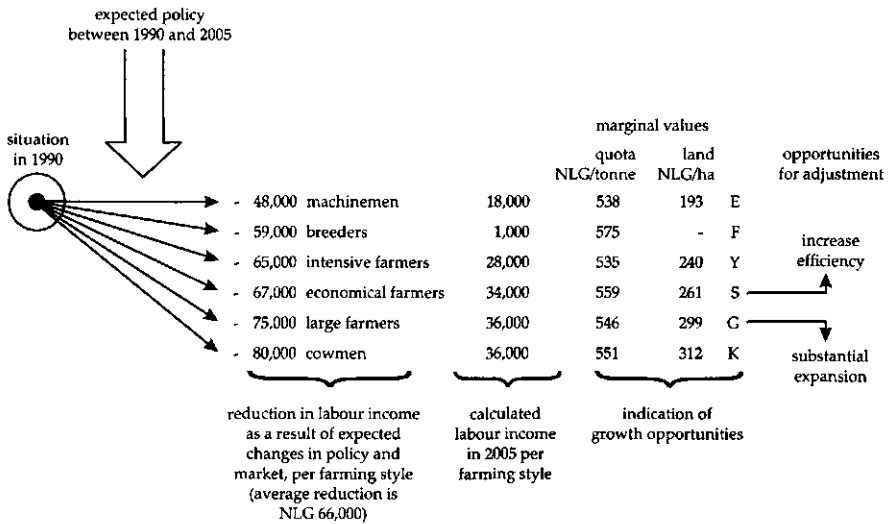 expected policy
between 1990 and 2005
situation
in 1990
marginal values
quota land opportunities
NLG/tonne NLG/ha for adjustment
- 48,000 machinemen 18,000 538 193 E
- 59,000 breeders 1,000 575 - F
- 65,000 intensive farmers 28,000 535 240 Y
- 67,000 economical farmers 34,000 559 261 S
- 75,000 large farmers 36,000 546 299 G
- 80,000 cowmen 36,000 551 312 K
increase
efficiency
substantial
expansion
reduction in labour income
as a result of expected
changes in policy and
market, per farming style
(average reduction is
NLG 66,000)
calculated
labour income
in 2005 per
farming style
indication of
growth opportunities